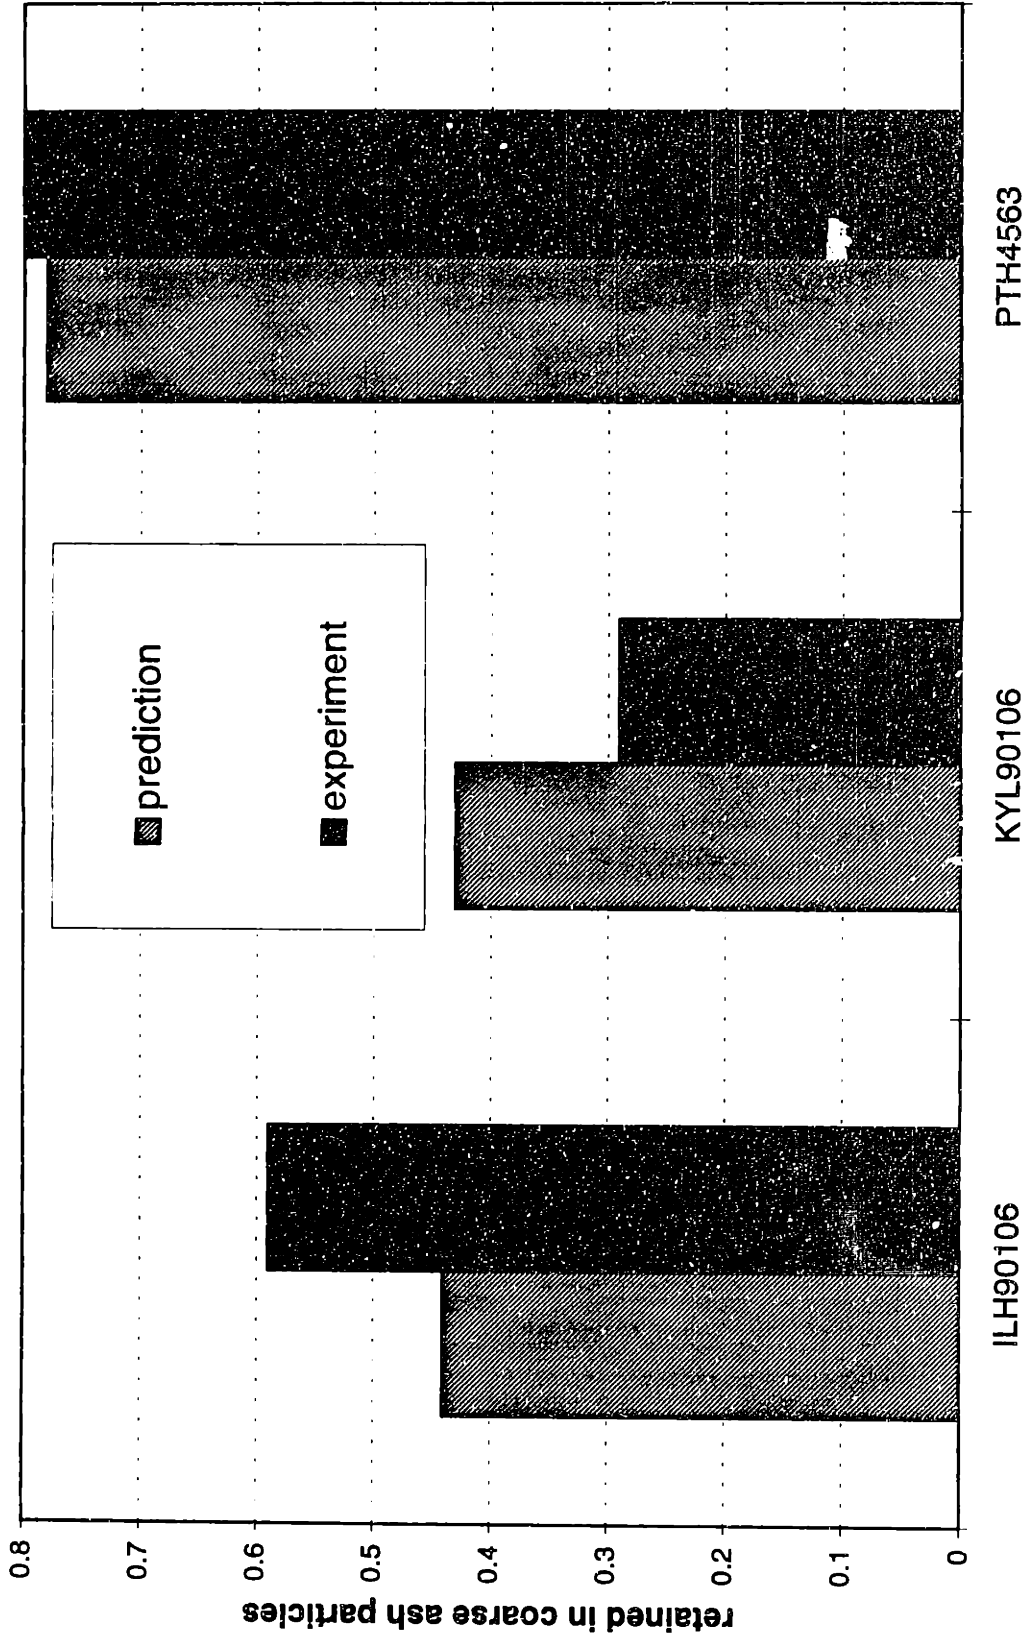 retained in coarse ash particles
0.8
0.7
0.6
0.5
0.4
0.3
0.2
0.1
0
prediction
experiment
ILH90106
KYL90106
PTH4563